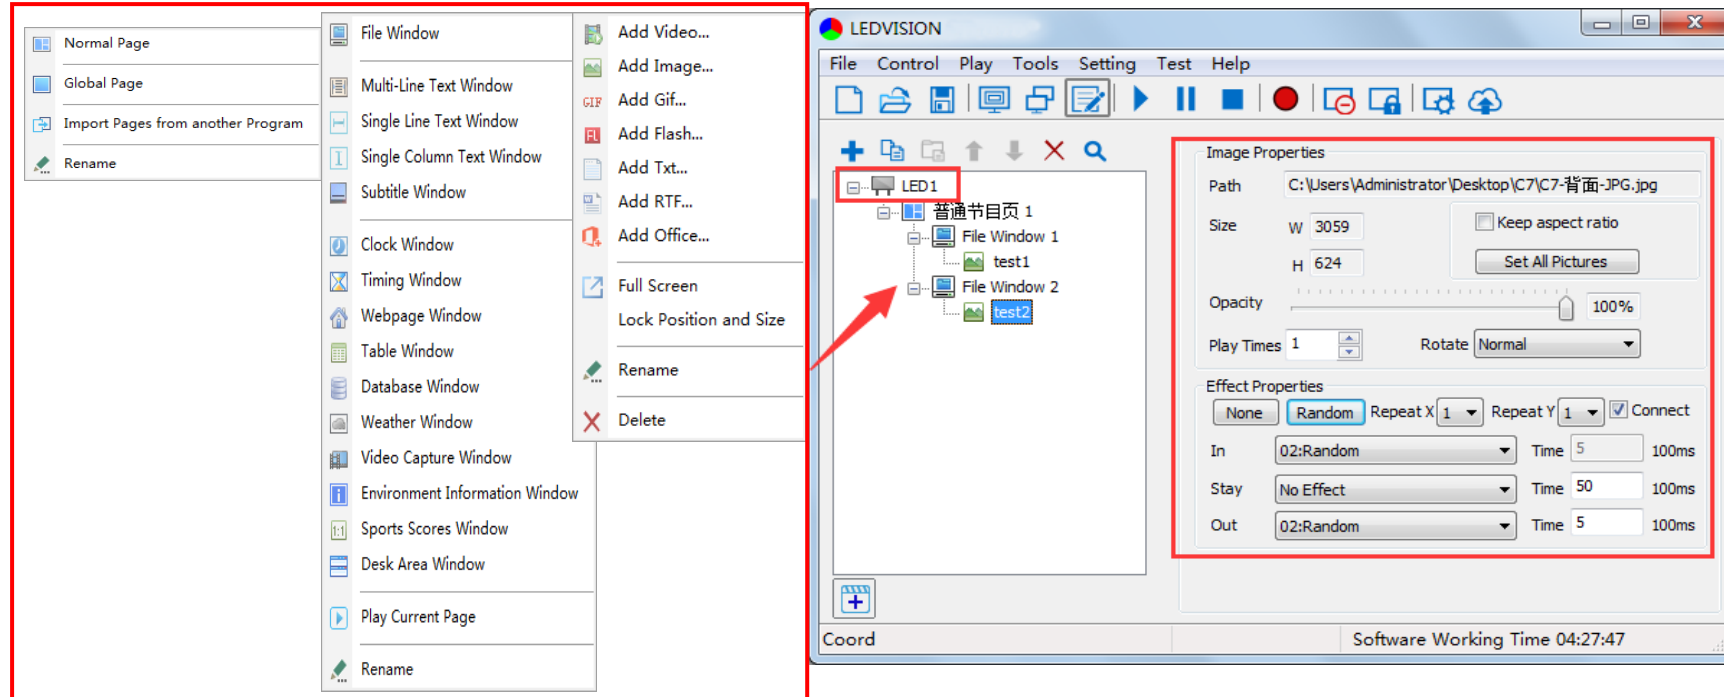 Normal Page
Global Page
Import Pages from another Program
Rename
File Window
Multi-Line Text Window
Single Line Text Window
Single Column Text Window
Subtitle Window
Clock Window
Timing Window
Webpage Window
Table Window
Database Window
Weather Window
Video Capture Window
Environment Information Window
Sports Scores Window
Desk Area Window
Play Current Page
Rename
Add Video...
Add Image...
GIF Add Gif...
FL Add Flash...
Add Txt...
Add RTF...
Add Office...
Full Screen
Lock Position and Size
Rename
Delete
LEDVISION
File Control Play Tools Setting Test Help
LED1
普通节目页 1
File Window 1
test1
File Window 2
test2
Image Properties
Path C:\Users\Administrator\Desktop\C7\C7-背面-JPG.jpg
Size W 3059 Keep aspect ratio
H 624 Set All Pictures
Opacity 100%
Play Times 1 Rotate Normal
Effect Properties
None Random Repeat X 1 Repeat Y 1 Connect
In 02:Random Time 5 100ms
Stay No Effect Time 50 100ms
Out 02:Random Time 5 100ms
Coord Software Working Time 04:27:47